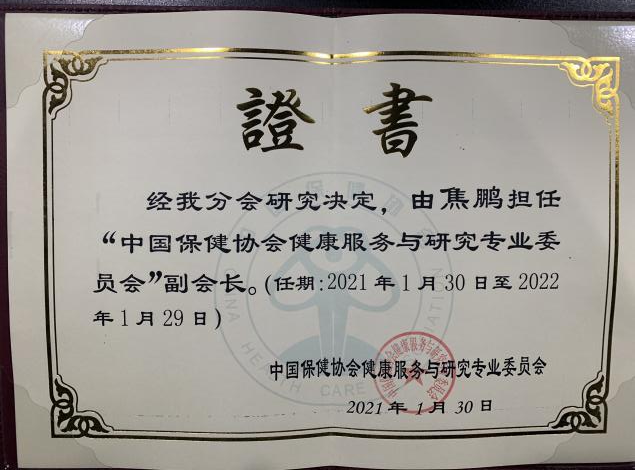 證書
经我分会研究决定，由焦鹏担任
“中国保健协会健康服务与研究专业委
员会”副会长。(任期:2021年1月30日至2022
年1月29日)
CHINA HEALTH CARE ASSOCIATION
中国保健协会健康服务与研究专业委员会
2021年1月30日